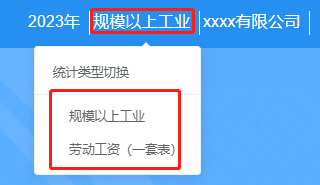 2023年 规模以上工业 xxxx有限公司
统计类型切换
规模以上工业
劳动工资（一套表）